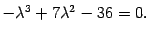 −λ³ + 7λ² − 36 = 0.